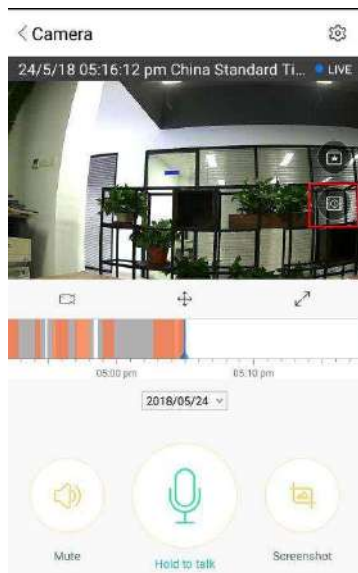 Camera
24/5/18 05:16:12 pm China Standard Ti... LIVE
05:00 pm 05:10 pm
2018/05/24
Mute Hold to talk Screenshot